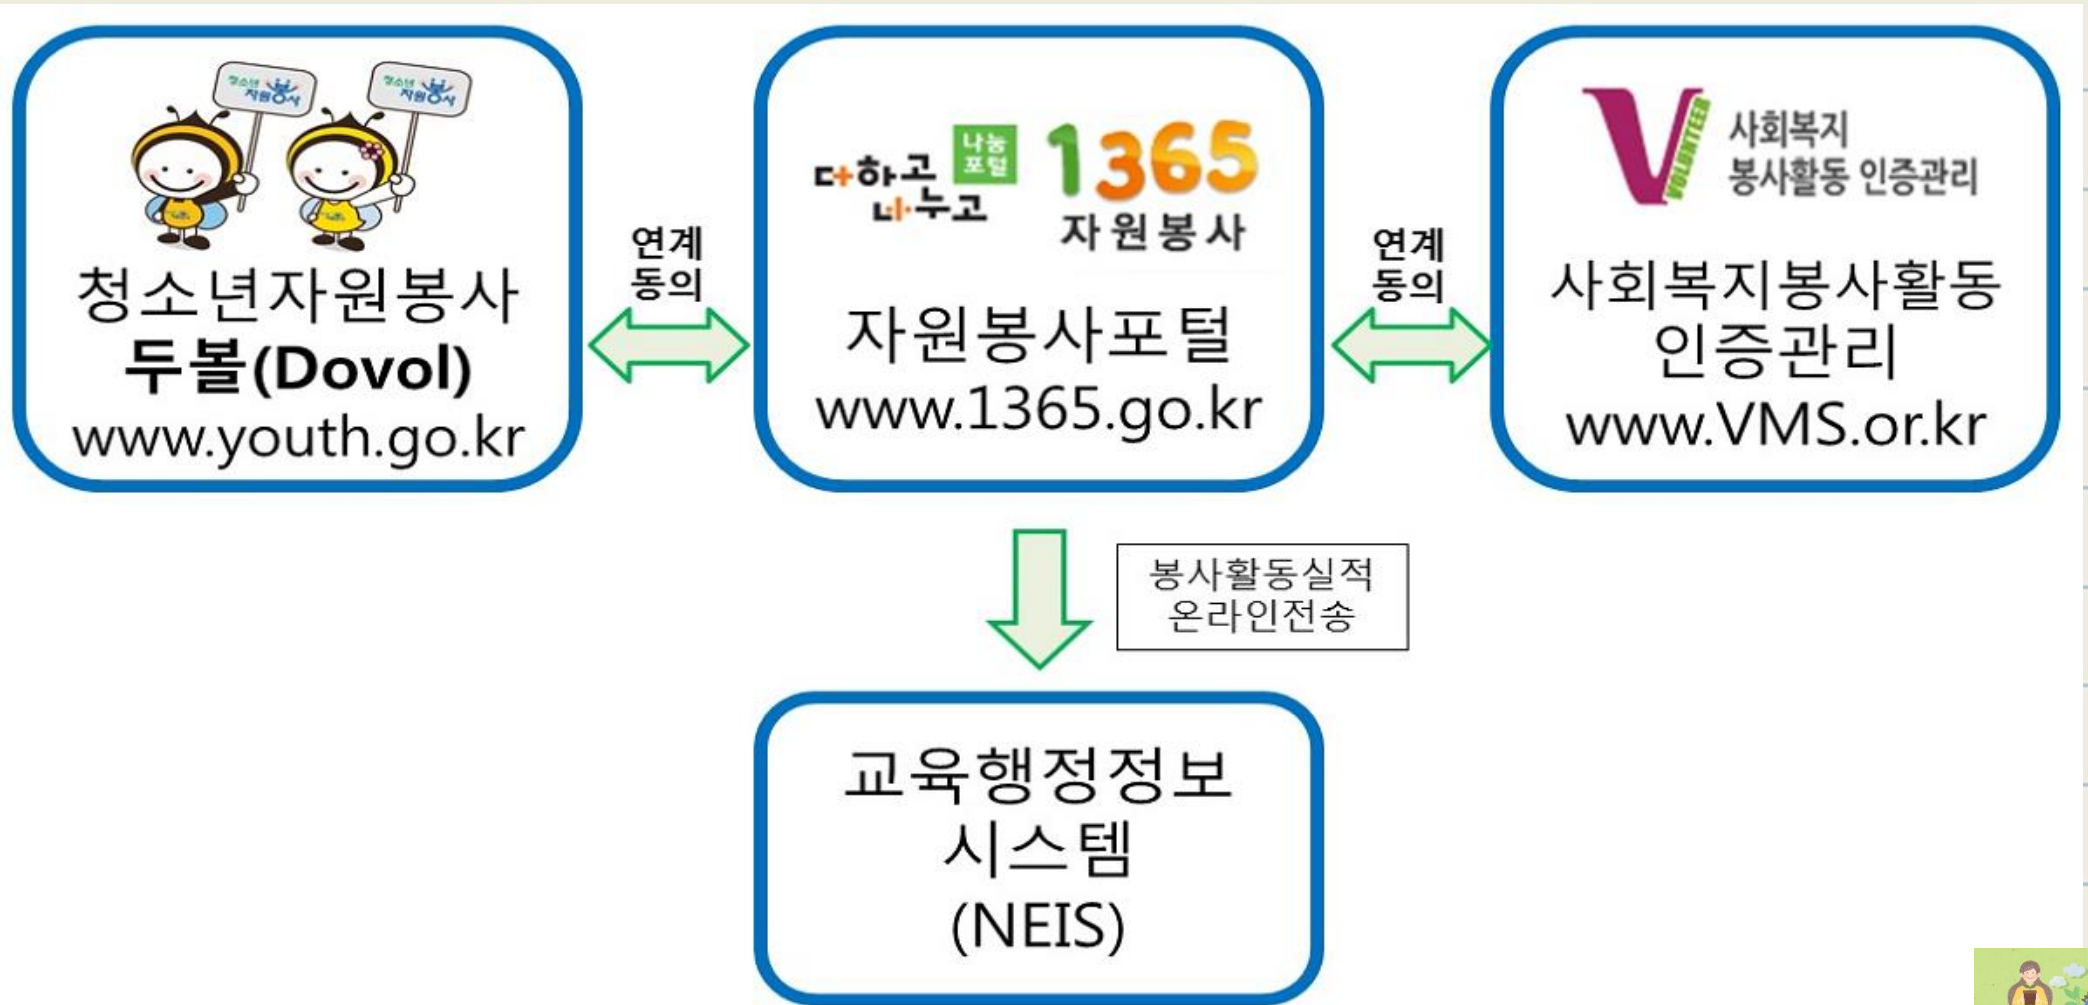 청소년
자원봉사
청소년
자원봉사
청소년자원봉사
두볼(Dovol)
www.youth.go.kr
연계
동의
더하고
나누고
나눔
포털
1365
자원봉사
자원봉사포털
www.1365.go.kr
연계
동의
V
VOLUNTEER
사회복지
봉사활동 인증관리
사회복지봉사활동
인증관리
www.VMS.or.kr
봉사활동실적
온라인전송
교육행정정보
시스템
(NEIS)